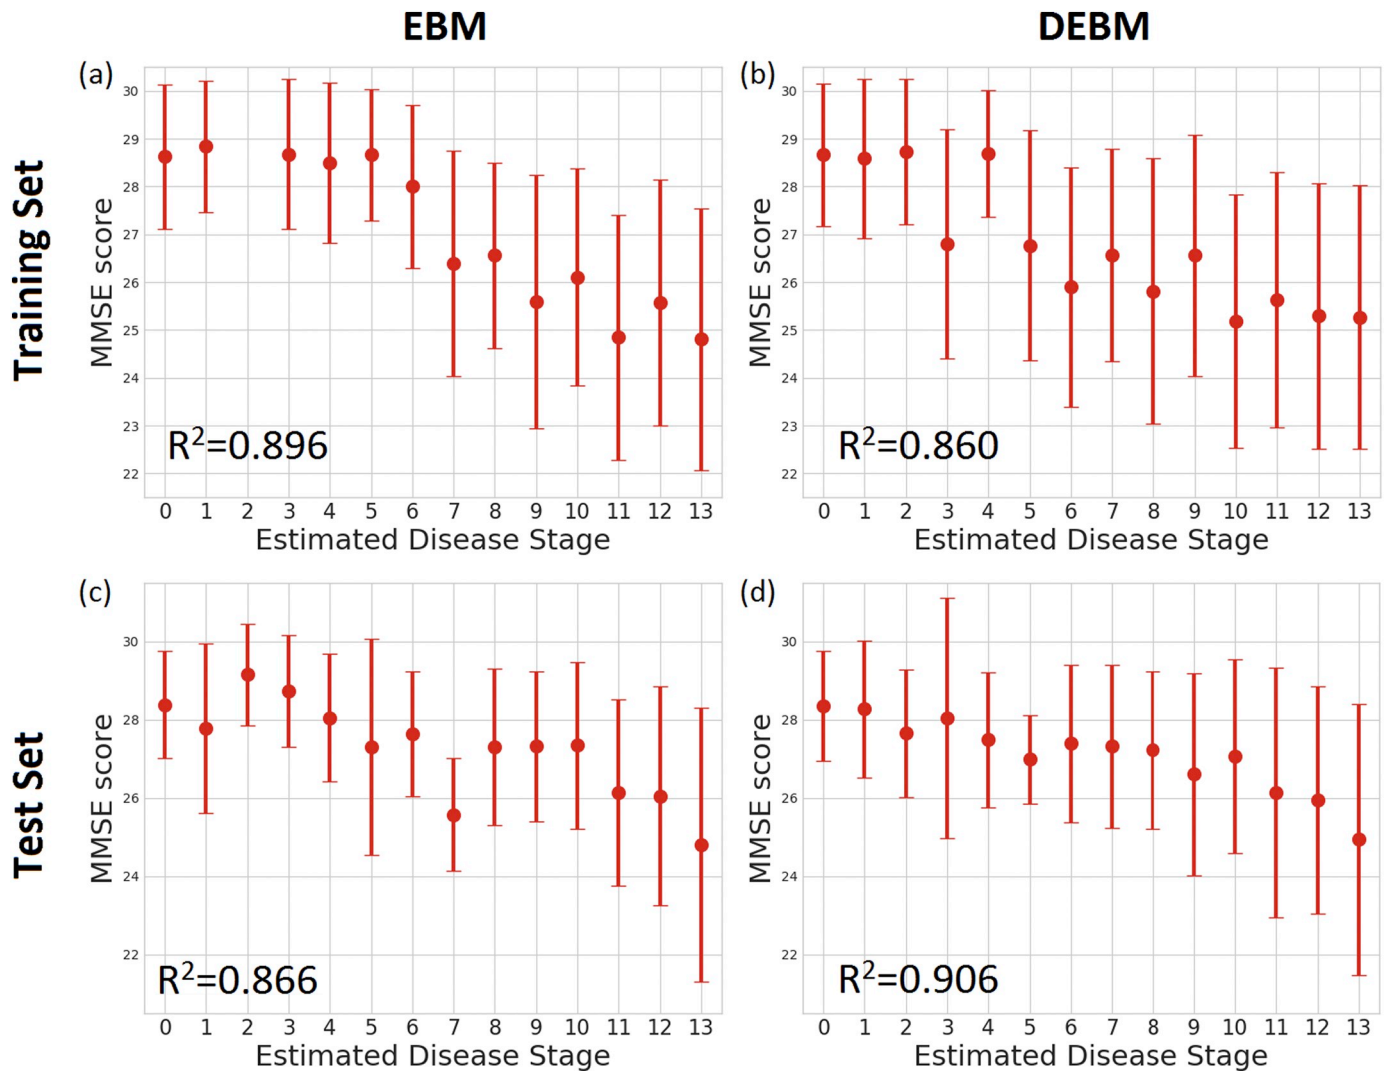 EBM
DEBM
Training Set
Test Set
(a)
30
29
28
27
26
25
24
23
22
MMSE score
R²=0.896
0 1 2 3 4 5 6 7 8 9 10 11 12 13
Estimated Disease Stage
(b)
30
29
28
27
26
25
24
23
22
MMSE score
R²=0.860
0 1 2 3 4 5 6 7 8 9 10 11 12 13
Estimated Disease Stage
(c)
30
28
26
24
22
MMSE score
R²=0.866
0 1 2 3 4 5 6 7 8 9 10 11 12 13
Estimated Disease Stage
(d)
30
28
26
24
22
MMSE score
R²=0.906
0 1 2 3 4 5 6 7 8 9 10 11 12 13
Estimated Disease Stage